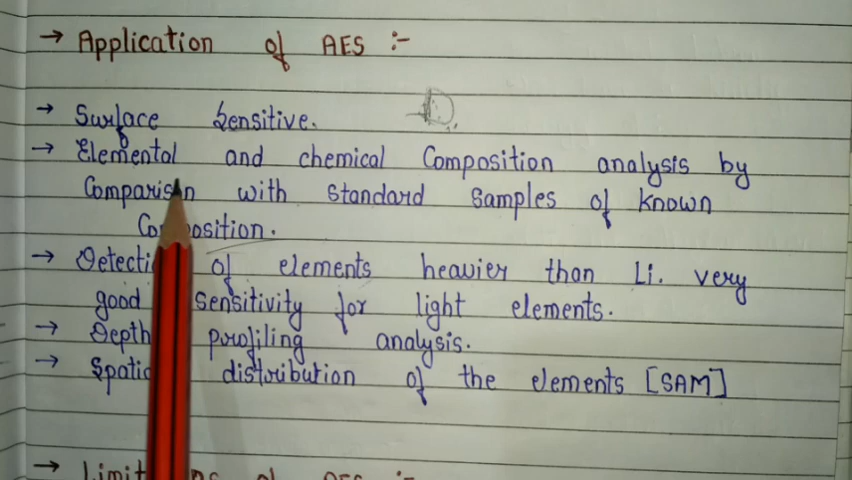 → Application of AES :-
→ Surface Sensitive.
→ Elemental and chemical Composition analysis by
Comparison with standard samples of known
Composition.
→ Detection of elements heavier than Li. very
good sensitivity for light elements.
→ Depth profiling analysis.
→ Spatial distribution of the elements [SAM]
→ of AES :-